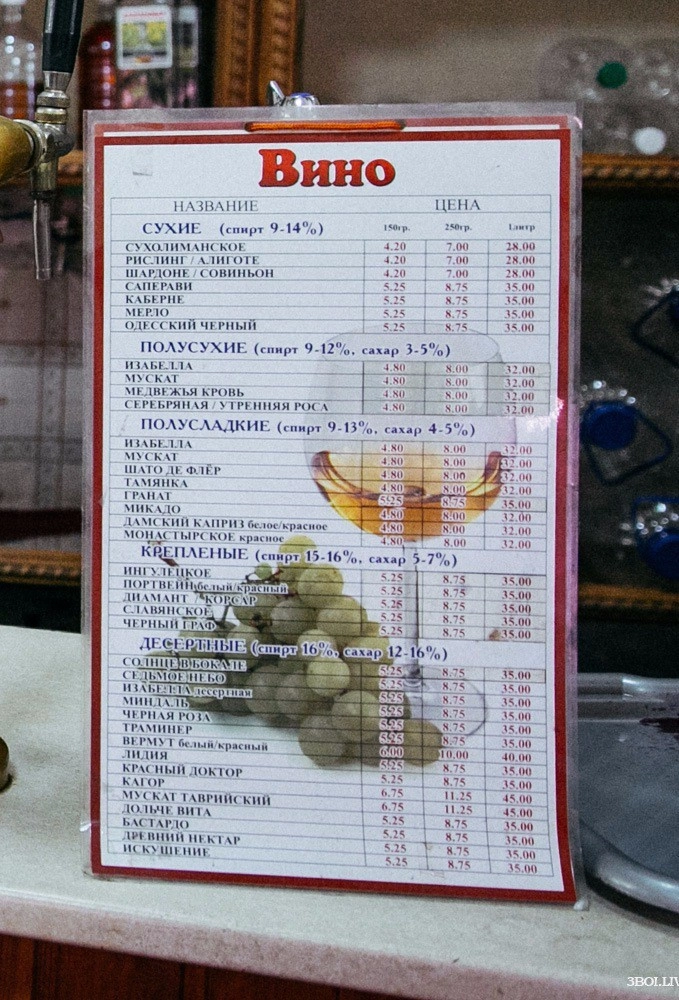 Вино
НАЗВАНИЕ ЦЕНА
СУХИЕ (спирт 9-14%) 150гр. 250гр. 1литр
СУХОЛИМАНСКОЕ 4.20 7.00 28.00
РИСЛИНГ / АЛИГОТЕ 4.20 7.00 28.00
ШАРДОНЕ / СОВИНЬОН 4.20 7.00 28.00
САПЕРАВИ 5.25 8.75 35.00
КАБЕРНЕ 5.25 8.75 35.00
МЕРЛО 5.25 8.75 35.00
ОДЕССКИЙ ЧЕРНЫЙ 5.25 8.75 35.00
ПОЛУСУХИЕ (спирт 9-12%, сахар 3-5%)
ИЗАБЕЛЛА 4.80 8.00 32.00
МУСКАТ 4.80 8.00 32.00
МЕДВЕЖЬЯ КРОВЬ 4.80 8.00 32.00
СЕРЕБРЯНАЯ / УТРЕННЯЯ РОСА 4.80 8.00 32.00
ПОЛУСЛАДКИЕ (спирт 9-13%, сахар 4-5%)
ИЗАБЕЛЛА 4.80 8.00 32.00
МУСКАТ 4.80 8.00 32.00
ШАТО ДЕ ФЛЁР 4.80 8.00 32.00
ТАМЯНКА 4.80 8.00 32.00
ГРАНАТ 5.25 8.75 35.00
МИКАДО 4.80 8.00 32.00
ДАМСКИЙ КАПРИЗ белое/красное 4.80 8.00 32.00
МОНАСТЫРСКОЕ красное 4.80 8.00 32.00
КРЕПЛЕНЫЕ (спирт 15-16%, сахар 5-7%)
ИНГУЛЕЦКОЕ 5.25 8.75 35.00
ПОРТВЕЙН белый/красный 5.25 8.75 35.00
ДИАМАНТ / КОРСАР 5.25 8.75 35.00
СЛАВЯНСКОЕ 5.25 8.75 35.00
ЧЕРНЫЙ ГРАФ 5.25 8.75 35.00
ДЕСЕРТНЫЕ (спирт 16%, сахар 12-16%)
СОЛНЦЕ В БОКАЛЕ 5.25 8.75 35.00
СЕДЬМОЕ НЕБО 5.25 8.75 35.00
ИЗАБЕЛЛА десертная 5.25 8.75 35.00
МИНДАЛЬ 5.25 8.75 35.00
ЧЕРНАЯ РОЗА 5.25 8.75 35.00
ТРАМИНЕР 5.25 8.75 35.00
ВЕРМУТ белый/красный 6.00 10.00 40.00
ЛИДИЯ 5.25 8.75 35.00
КРАСНЫЙ ДОКТОР 5.25 8.75 35.00
КАГОР 6.75 11.25 45.00
МУСКАТ ТАВРИЙСКИЙ 6.75 11.25 45.00
ДОЛЬЧЕ ВИТА 5.25 8.75 35.00
БАСТАРДО 5.25 8.75 35.00
ДРЕВНИЙ НЕКТАР 5.25 8.75 35.00
ИСКУШЕНИЕ 5.25 8.75 35.00